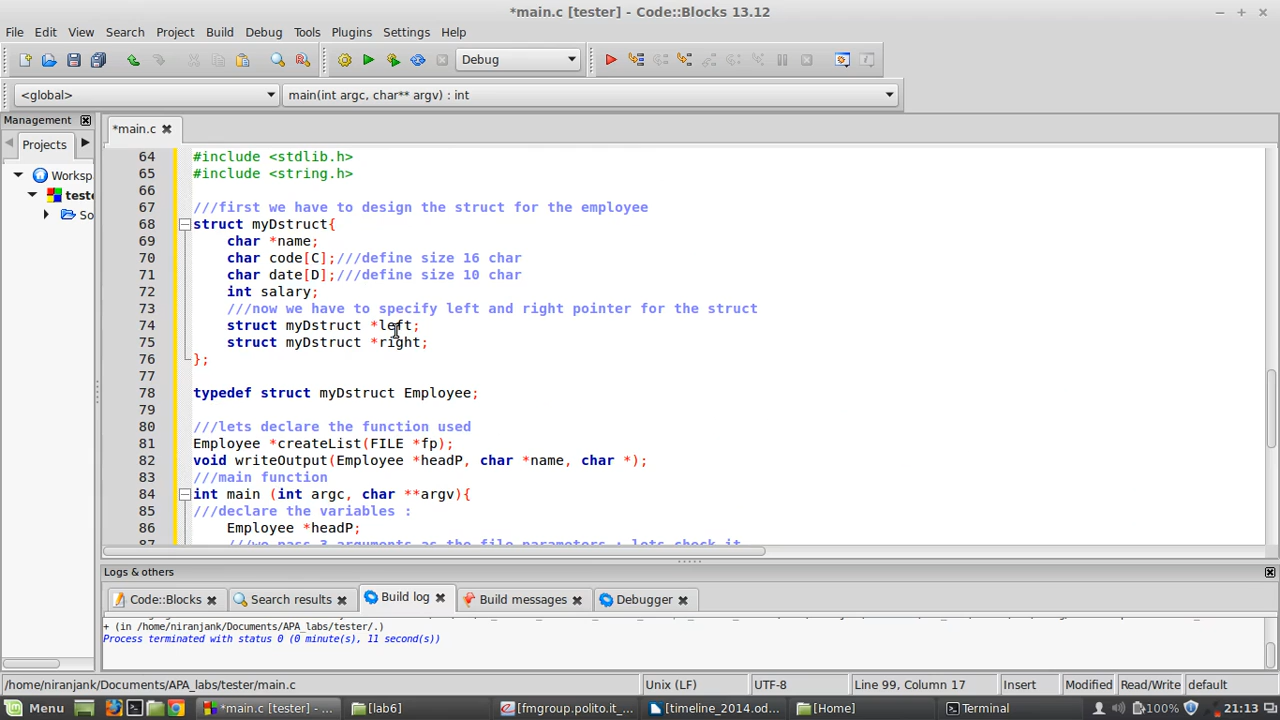 *main.c [tester] - Code::Blocks 13.12
File Edit View Search Project Build Debug Tools Plugins Settings Help
Debug
<global> main(int argc, char** argv) : int
Management
*main.c
Projects
64 #include <stdlib.h>
65 #include <string.h>
Worksp
66
teste
67 ///first we have to design the struct for the employee
So
68 struct myDstruct{
69 char *name;
70 char code[C];///define size 16 char
71 char date[D];///define size 10 char
72 int salary;
73 ///now we have to specify left and right pointer for the struct
74 struct myDstruct *left;
75 struct myDstruct *right;
76 };
77
78 typedef struct myDstruct Employee;
79
80 ///lets declare the function used
81 Employee *createList(FILE *fp);
82 void writeOutput(Employee *headP, char *name, char *);
83 ///main function
84 int main (int argc, char **argv){
85 ///declare the variables :
86 Employee *headP;
87 ///we pass 3 arguments as the file parameters : lets check it
Logs & others
Code::Blocks Search results Build log Build messages Debugger
+ (in /home/niranjank/Documents/APA_labs/tester/.)
Process terminated with status 0 (0 minute(s), 11 second(s))
/home/niranjank/Documents/APA_labs/tester/main.c Unix (LF) UTF-8 Line 99, Column 17 Insert Modified Read/Write default
Menu *main.c [tester] - ... [lab6] [fmgroup.polito.it_... [timeline_2014.od... [Home] Terminal 100% 21:13